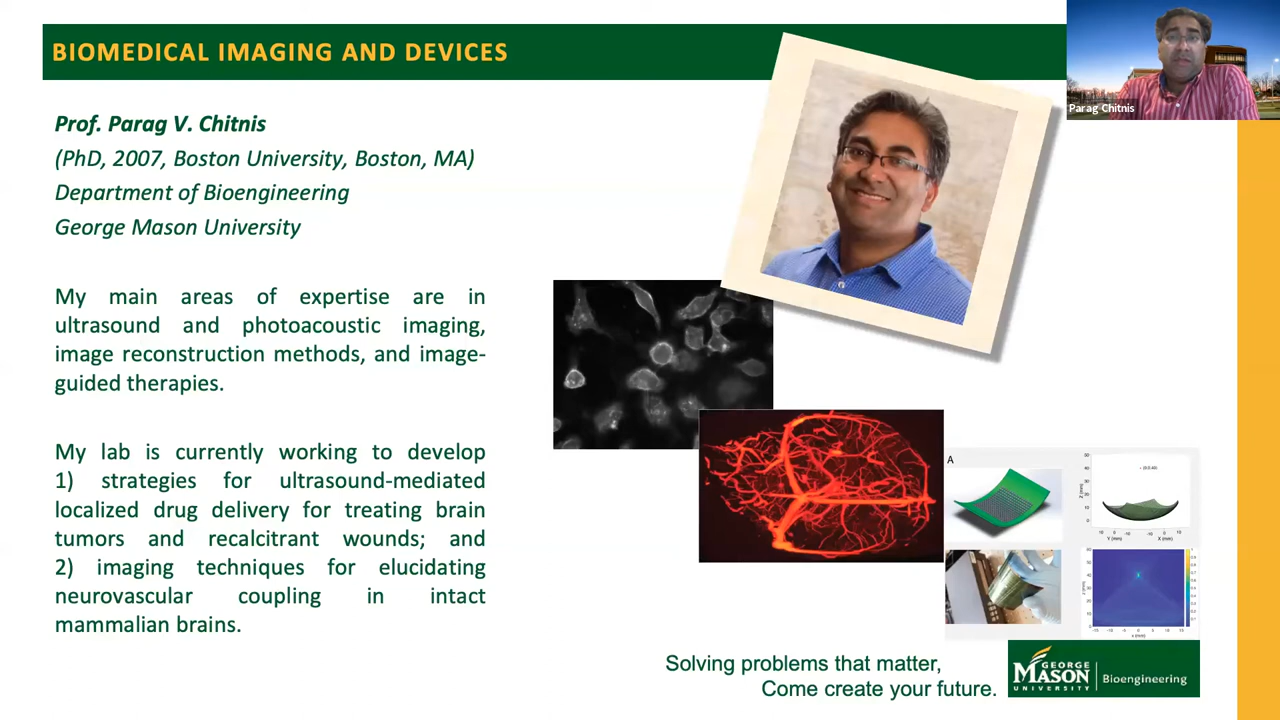 BIOMEDICAL IMAGING AND DEVICES
Parag Chitnis
Prof. Parag V. Chitnis
(PhD, 2007, Boston University, Boston, MA)
Department of Bioengineering
George Mason University
My main areas of expertise are in
ultrasound and photoacoustic imaging,
image reconstruction methods, and image-
guided therapies.
My lab is currently working to develop
1) strategies for ultrasound-mediated
localized drug delivery for treating brain
tumors and recalcitrant wounds; and
2) imaging techniques for elucidating
neurovascular coupling in intact
mammalian brains.
A
Y (mm)
X (mm)
Solving problems that matter,
Come create your future.
GEORGE
MASON
UNIVERSITY
Bioengineering